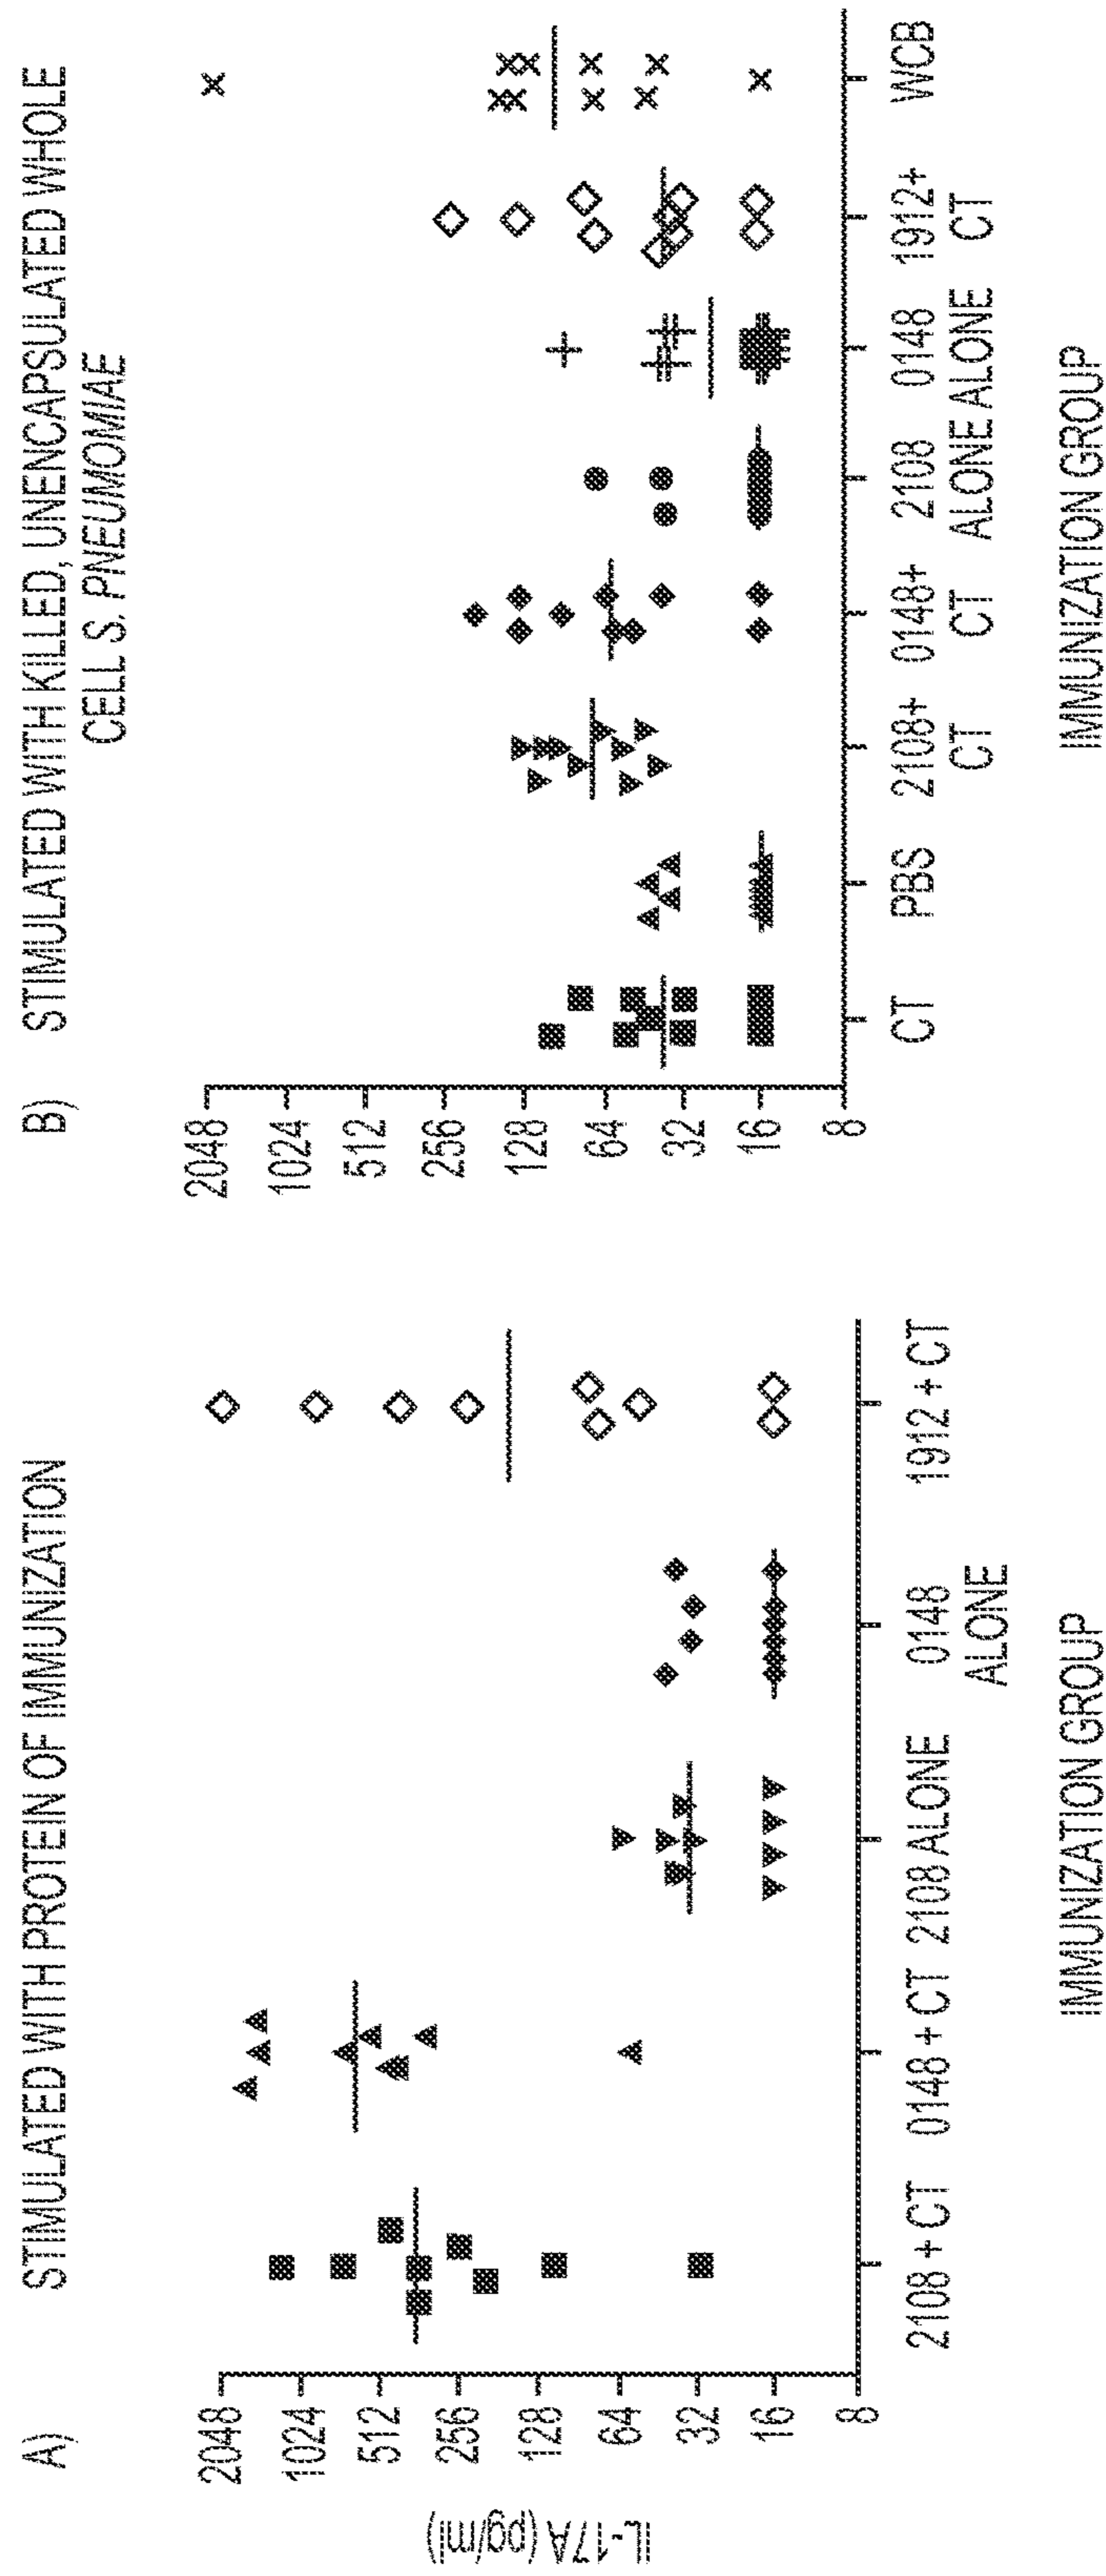 A) STIMULATED WITH PROTEIN OF IMMUNIZATION
IL-17A (pg/ml)
2048
1024
512
256
128
64
32
16
8
2108 + CT 0148 + CT 2108 ALONE 0148 1912 + CT
ALONE
IMMUNIZATION GROUP
B) STIMULATED WITH KILLED, UNENCAPSULATED WHOLE
CELL S. PNEUMOMIAE
2048
1024
512
256
128
64
32
16
8
CT PBS 2108+ 0148+ 2108 0148 1912+ WCB
CT CT ALONE ALONE CT
IMMUNIZATION GROUP